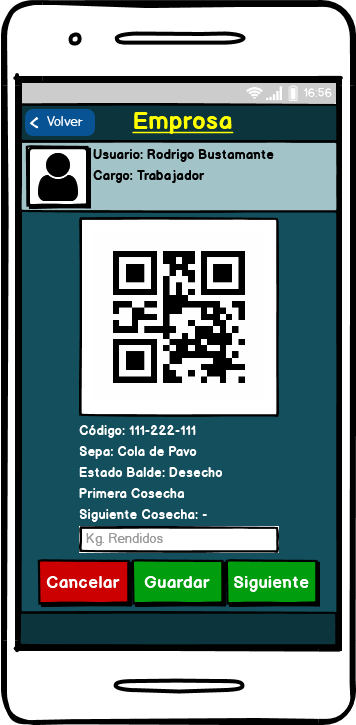 16:56
Volver
Emprosa
Usuario: Rodrigo Bustamante
Cargo: Trabajador
Código: 111-222-111
Sepa: Cola de Pavo
Estado Balde: Desecho
Primera Cosecha
Siguiente Cosecha: -
Kg. Rendidos
Cancelar
Guardar
Siguiente